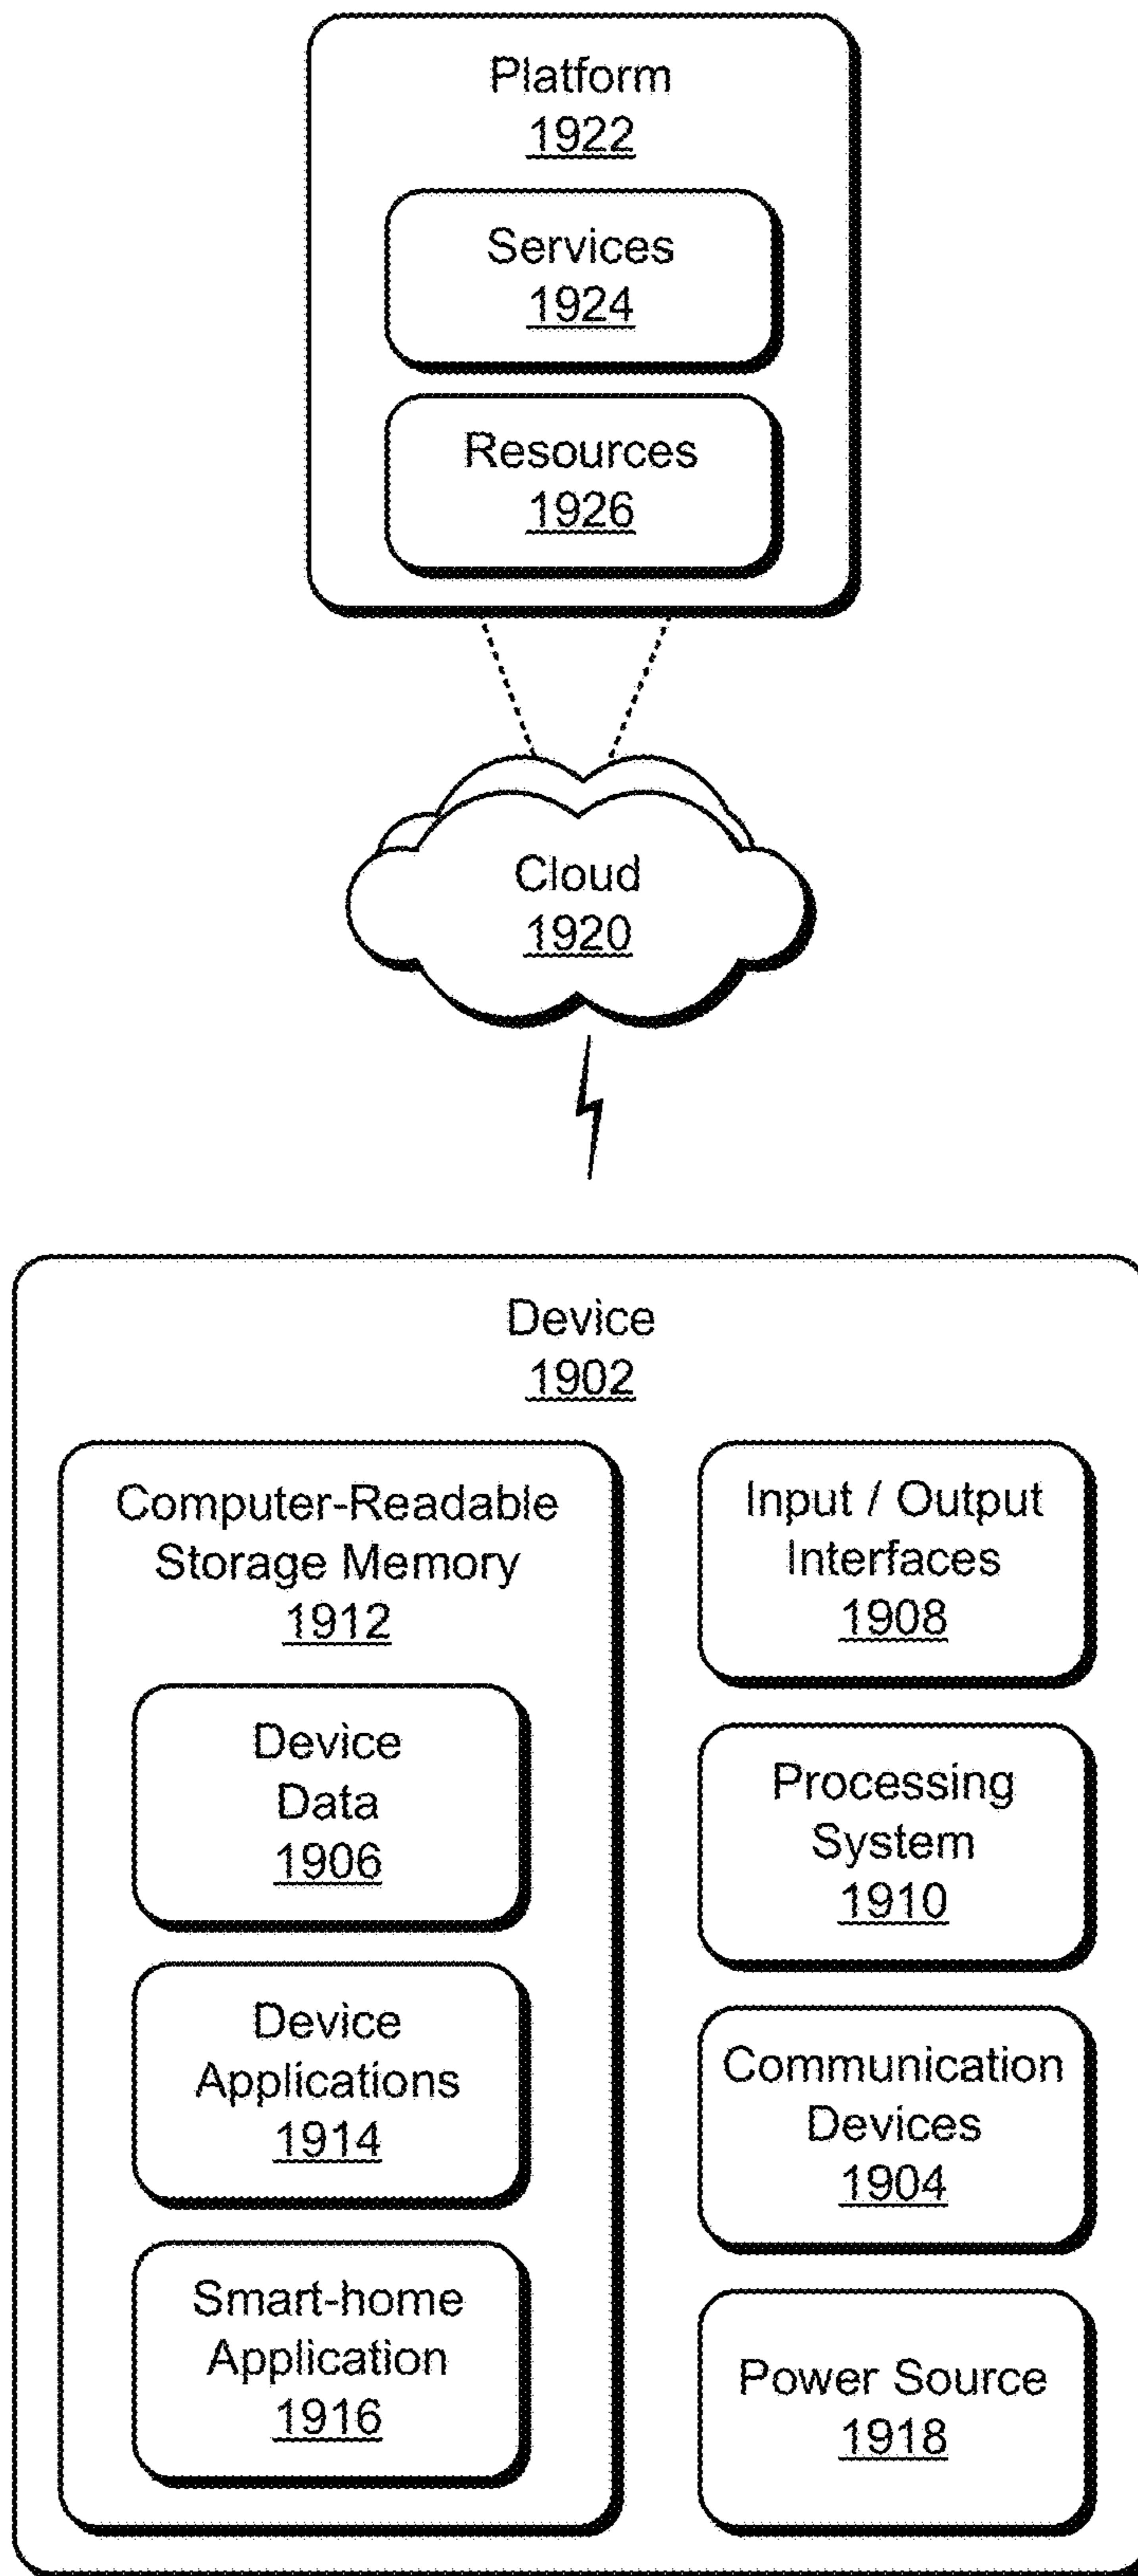 Platform
1922
Services
1924
Resources
1926
Cloud
1920
Device
1902
Computer-Readable
Storage Memory
1912
Device
Data
1906
Device
Applications
1914
Smart-home
Application
1916
Input / Output
Interfaces
1908
Processing
System
1910
Communication
Devices
1904
Power Source
1918